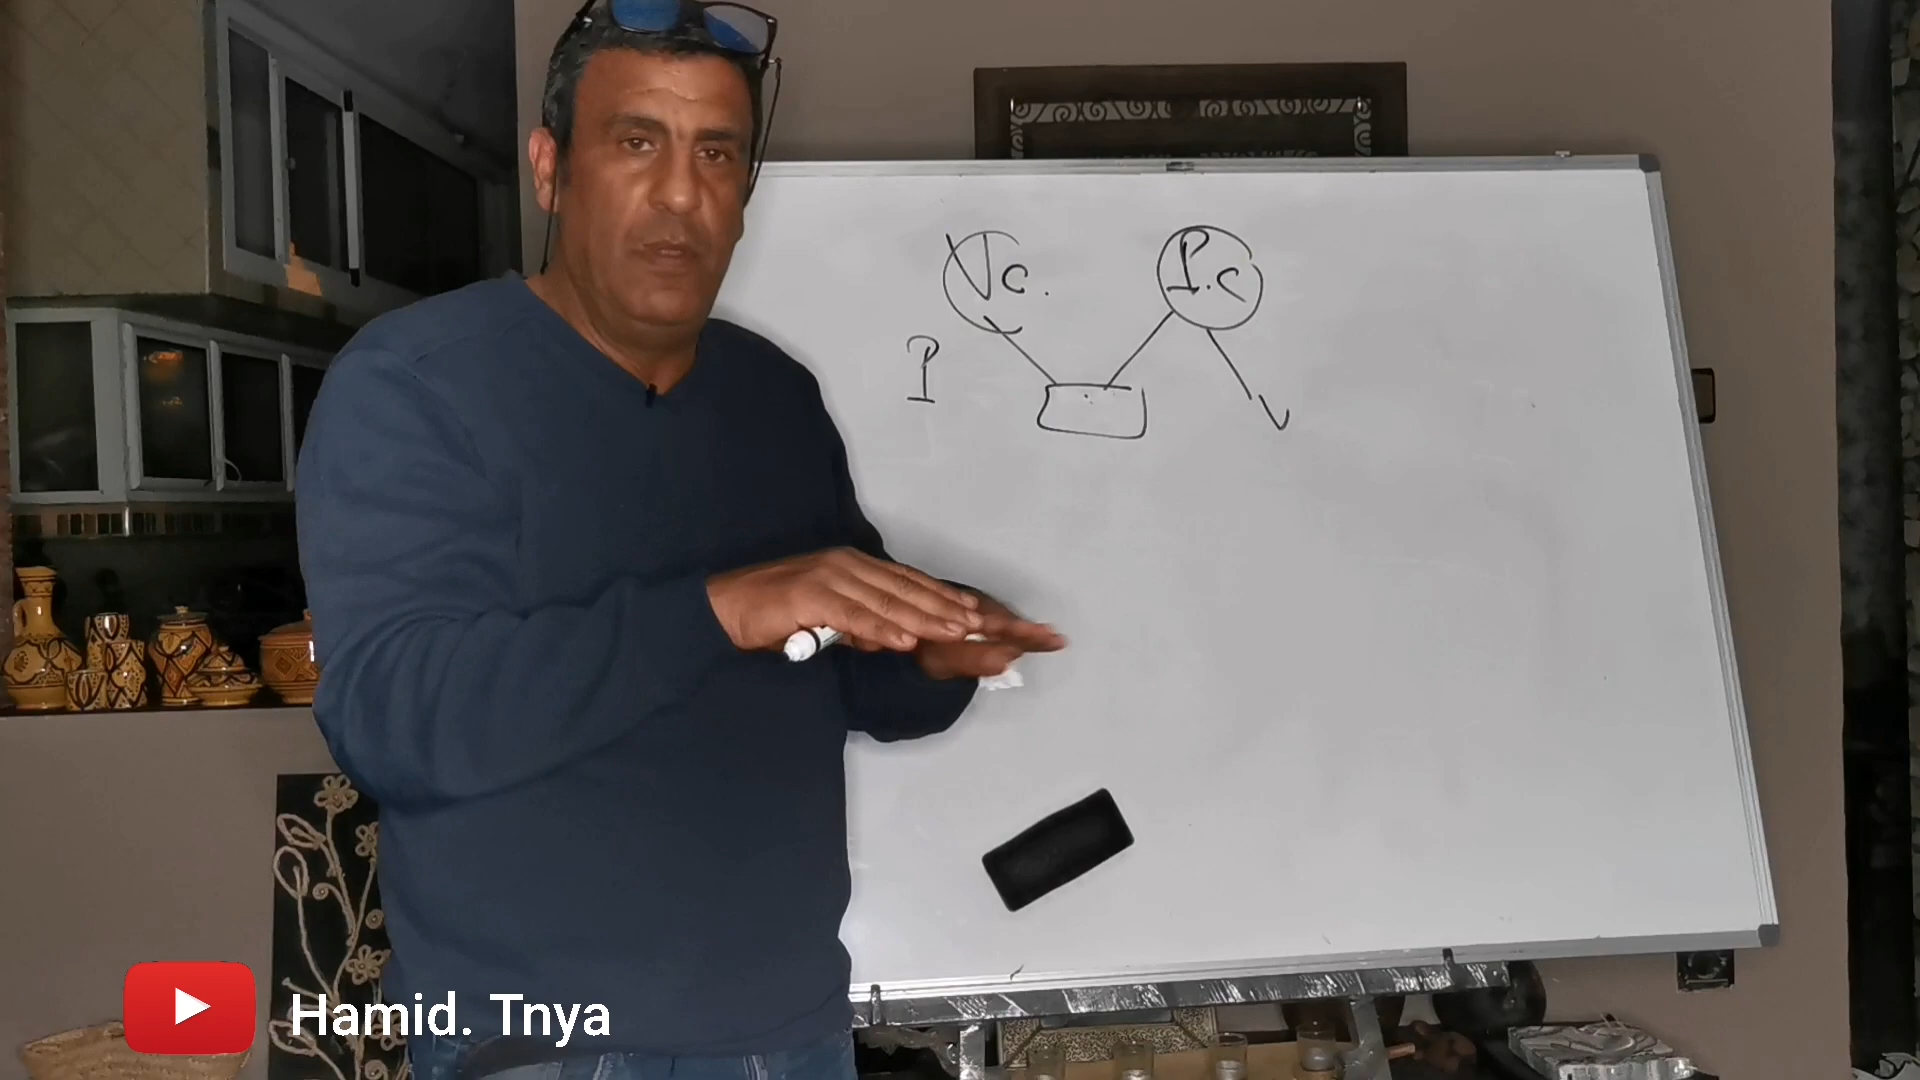 Vc.
P.c
P
V
Hamid. Tnya